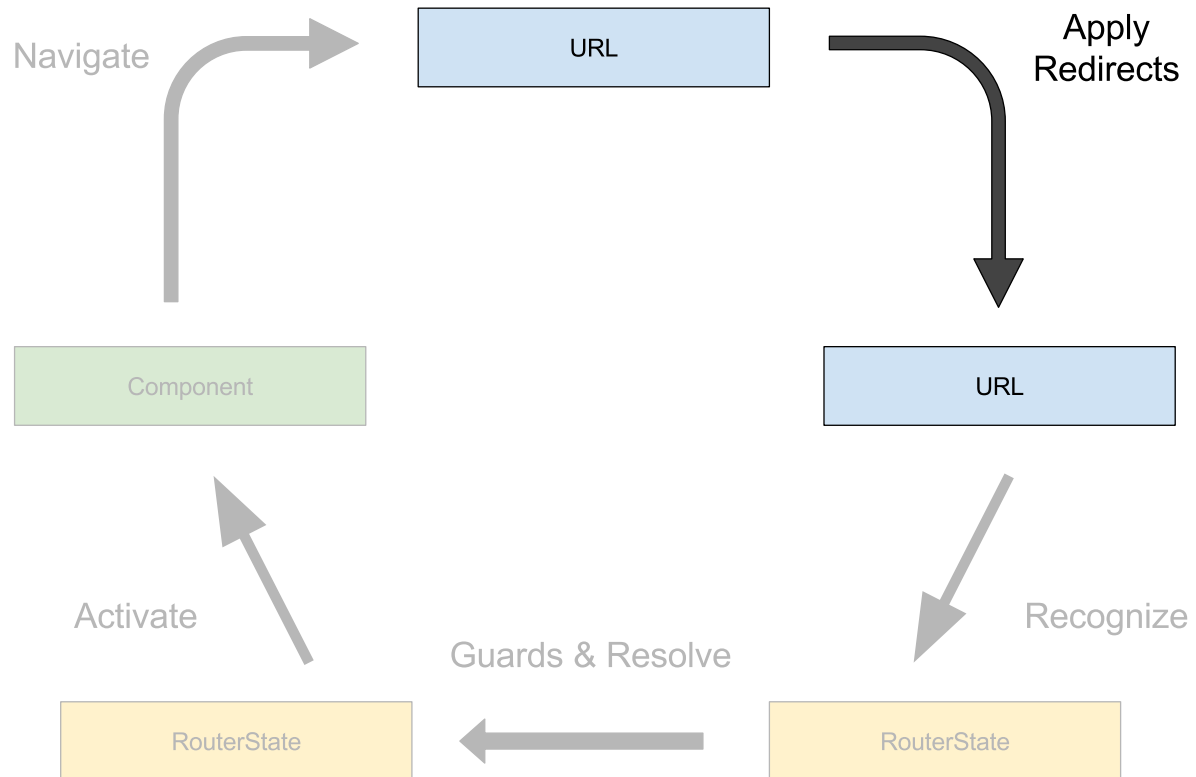 Navigate
URL
Apply
Redirects
Component
URL
Activate
Guards & Resolve
Recognize
RouterState
RouterState